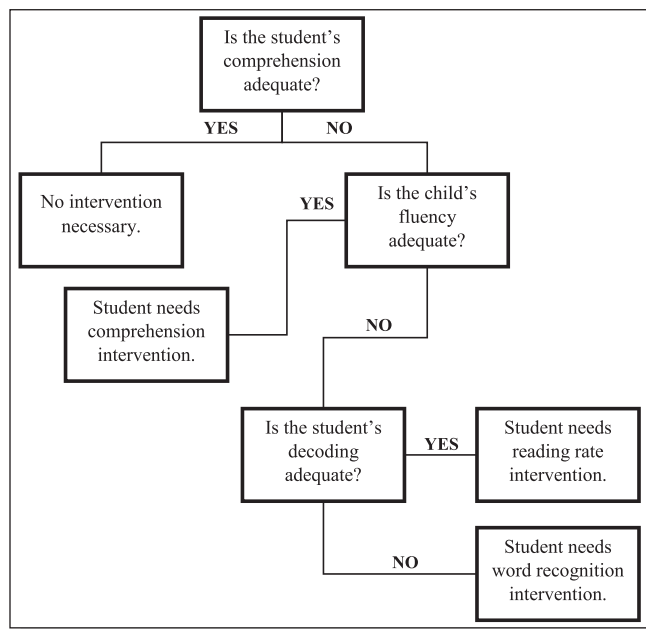 Is the student's
comprehension
adequate?
YES
NO
No intervention
necessary.
Is the child's
fluency
adequate?
YES
Student needs
comprehension
intervention.
NO
Is the student's
decoding
adequate?
YES
Student needs
reading rate
intervention.
NO
Student needs
word recognition
intervention.